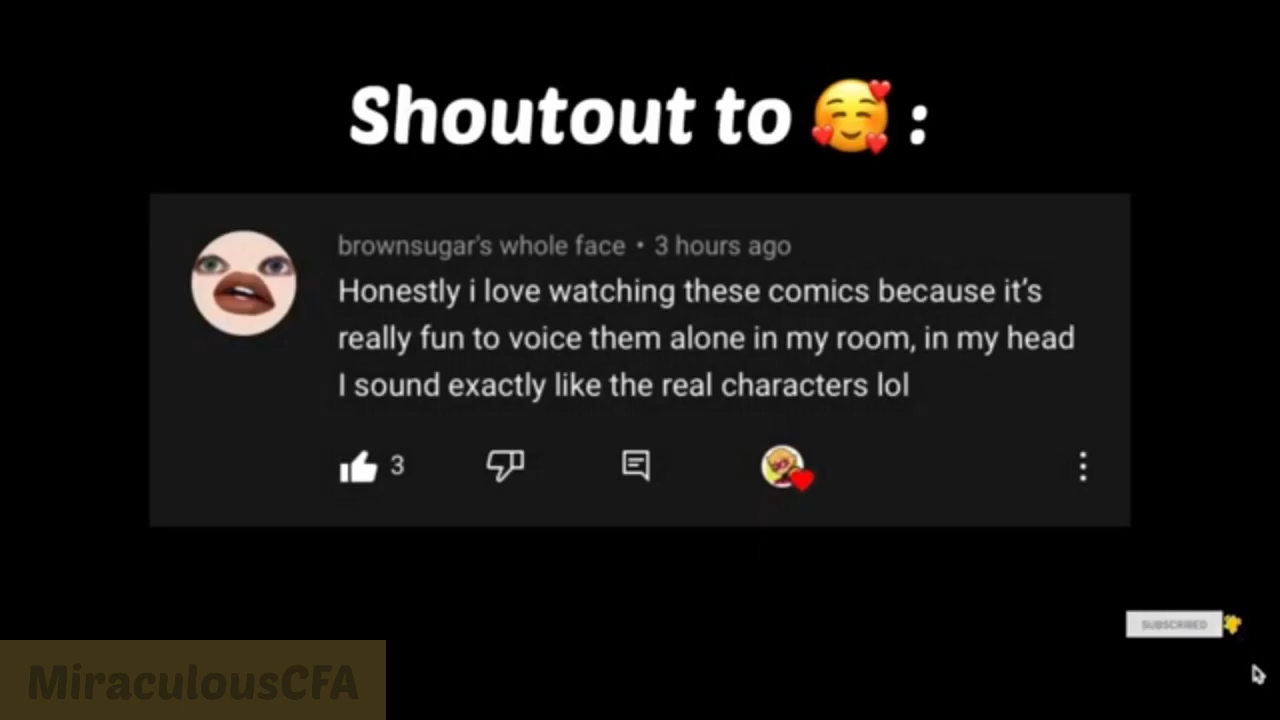 Shoutout to 🥰 :
brownsugar's whole face • 3 hours ago
Honestly i love watching these comics because it's
really fun to voice them alone in my room, in my head
I sound exactly like the real characters lol
3
SUBSCRIBED
MiraculousCFA